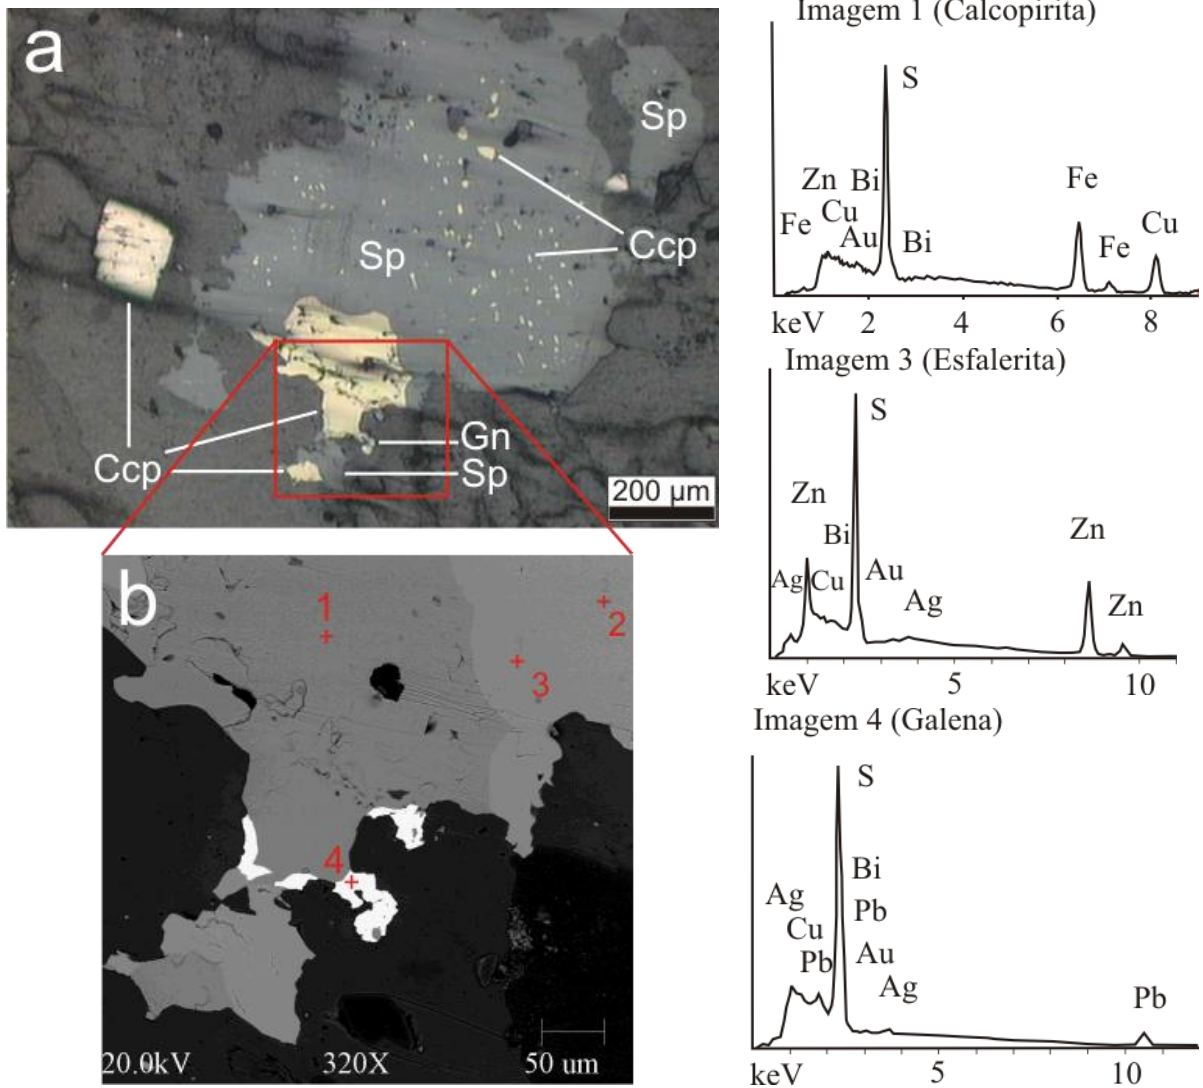 a
Sp
Sp
Ccp
Gn
Ccp
Sp
200 µm
b
1
2
3
4
20.0kV 320X 50 um
Imagem 1 (Calcopirita)
S
Zn Bi
Fe
Cu
Fe
Au
Bi
Fe
Cu
keV 2 4 6 8
Imagem 3 (Esfalerita)
S
Zn
Bi
Zn
Ag Cu
Au
Ag
Zn
keV 5 10
Imagem 4 (Galena)
S
Bi
Ag
Pb
Cu
Pb
Au
Ag
Pb
keV 5 10